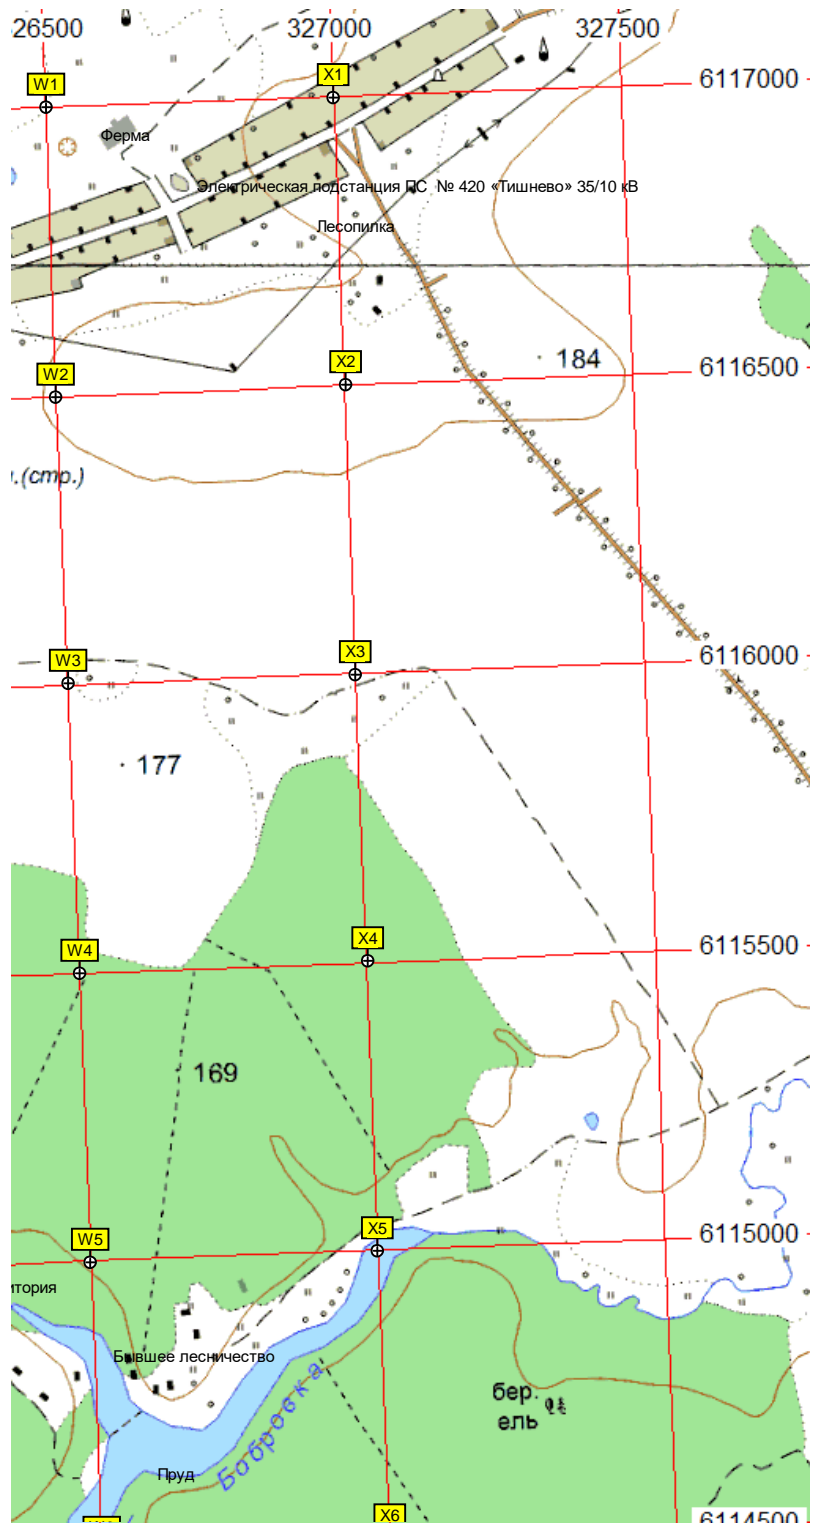 326500 327000 327500
W1
X1
6117000
Ферма
Электрическая подстанция ПС № 420 «Тишнево» 35/10 кВ
Лесопилка
W2
X2
184
6116500
.(стр.)
W3
X3
6116000
177
W4
X4
6115500
169
W5
X5
6115000
итория
Бывшее лесничество
бер.
ель
Бобровка
Пруд
X6
6114500